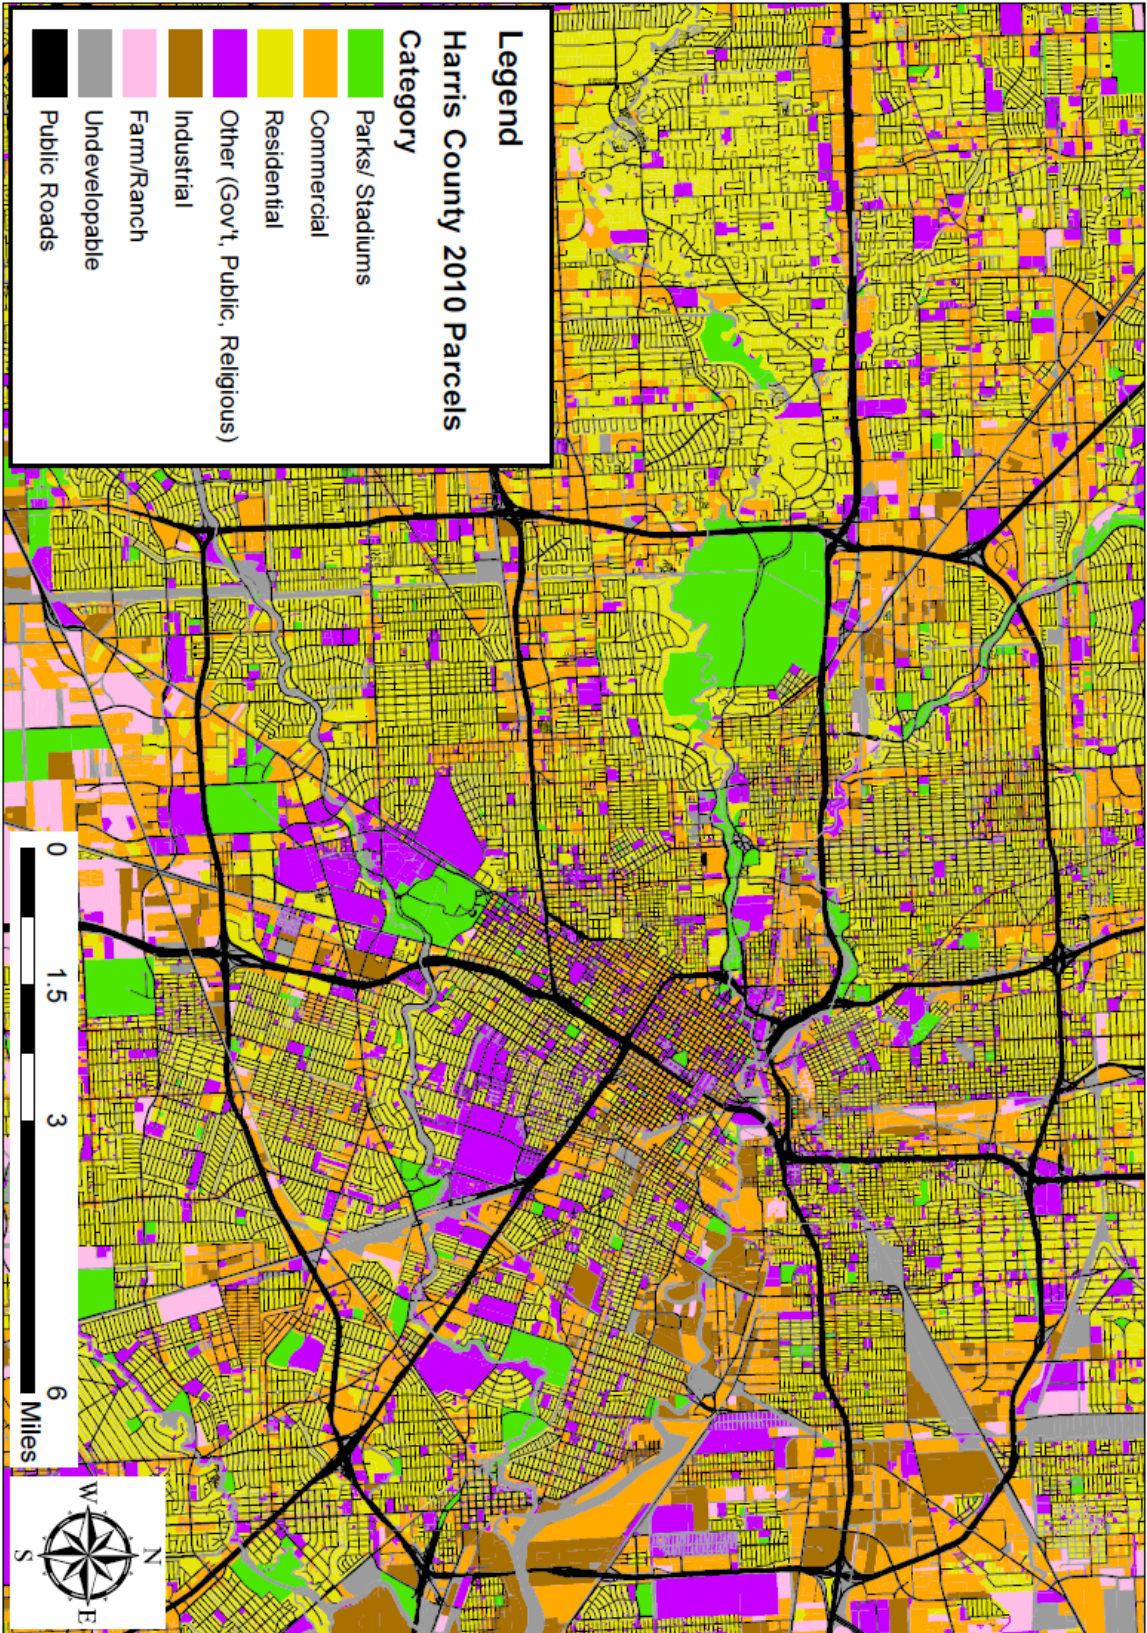 Legend
Harris County 2010 Parcels
Category
Parks/ Stadiums
Commercial
Residential
Other (Gov't, Public, Religious)
Industrial
Farm/Ranch
Undevelopable
Public Roads
0 1.5 3 6
Miles
N
W E
S